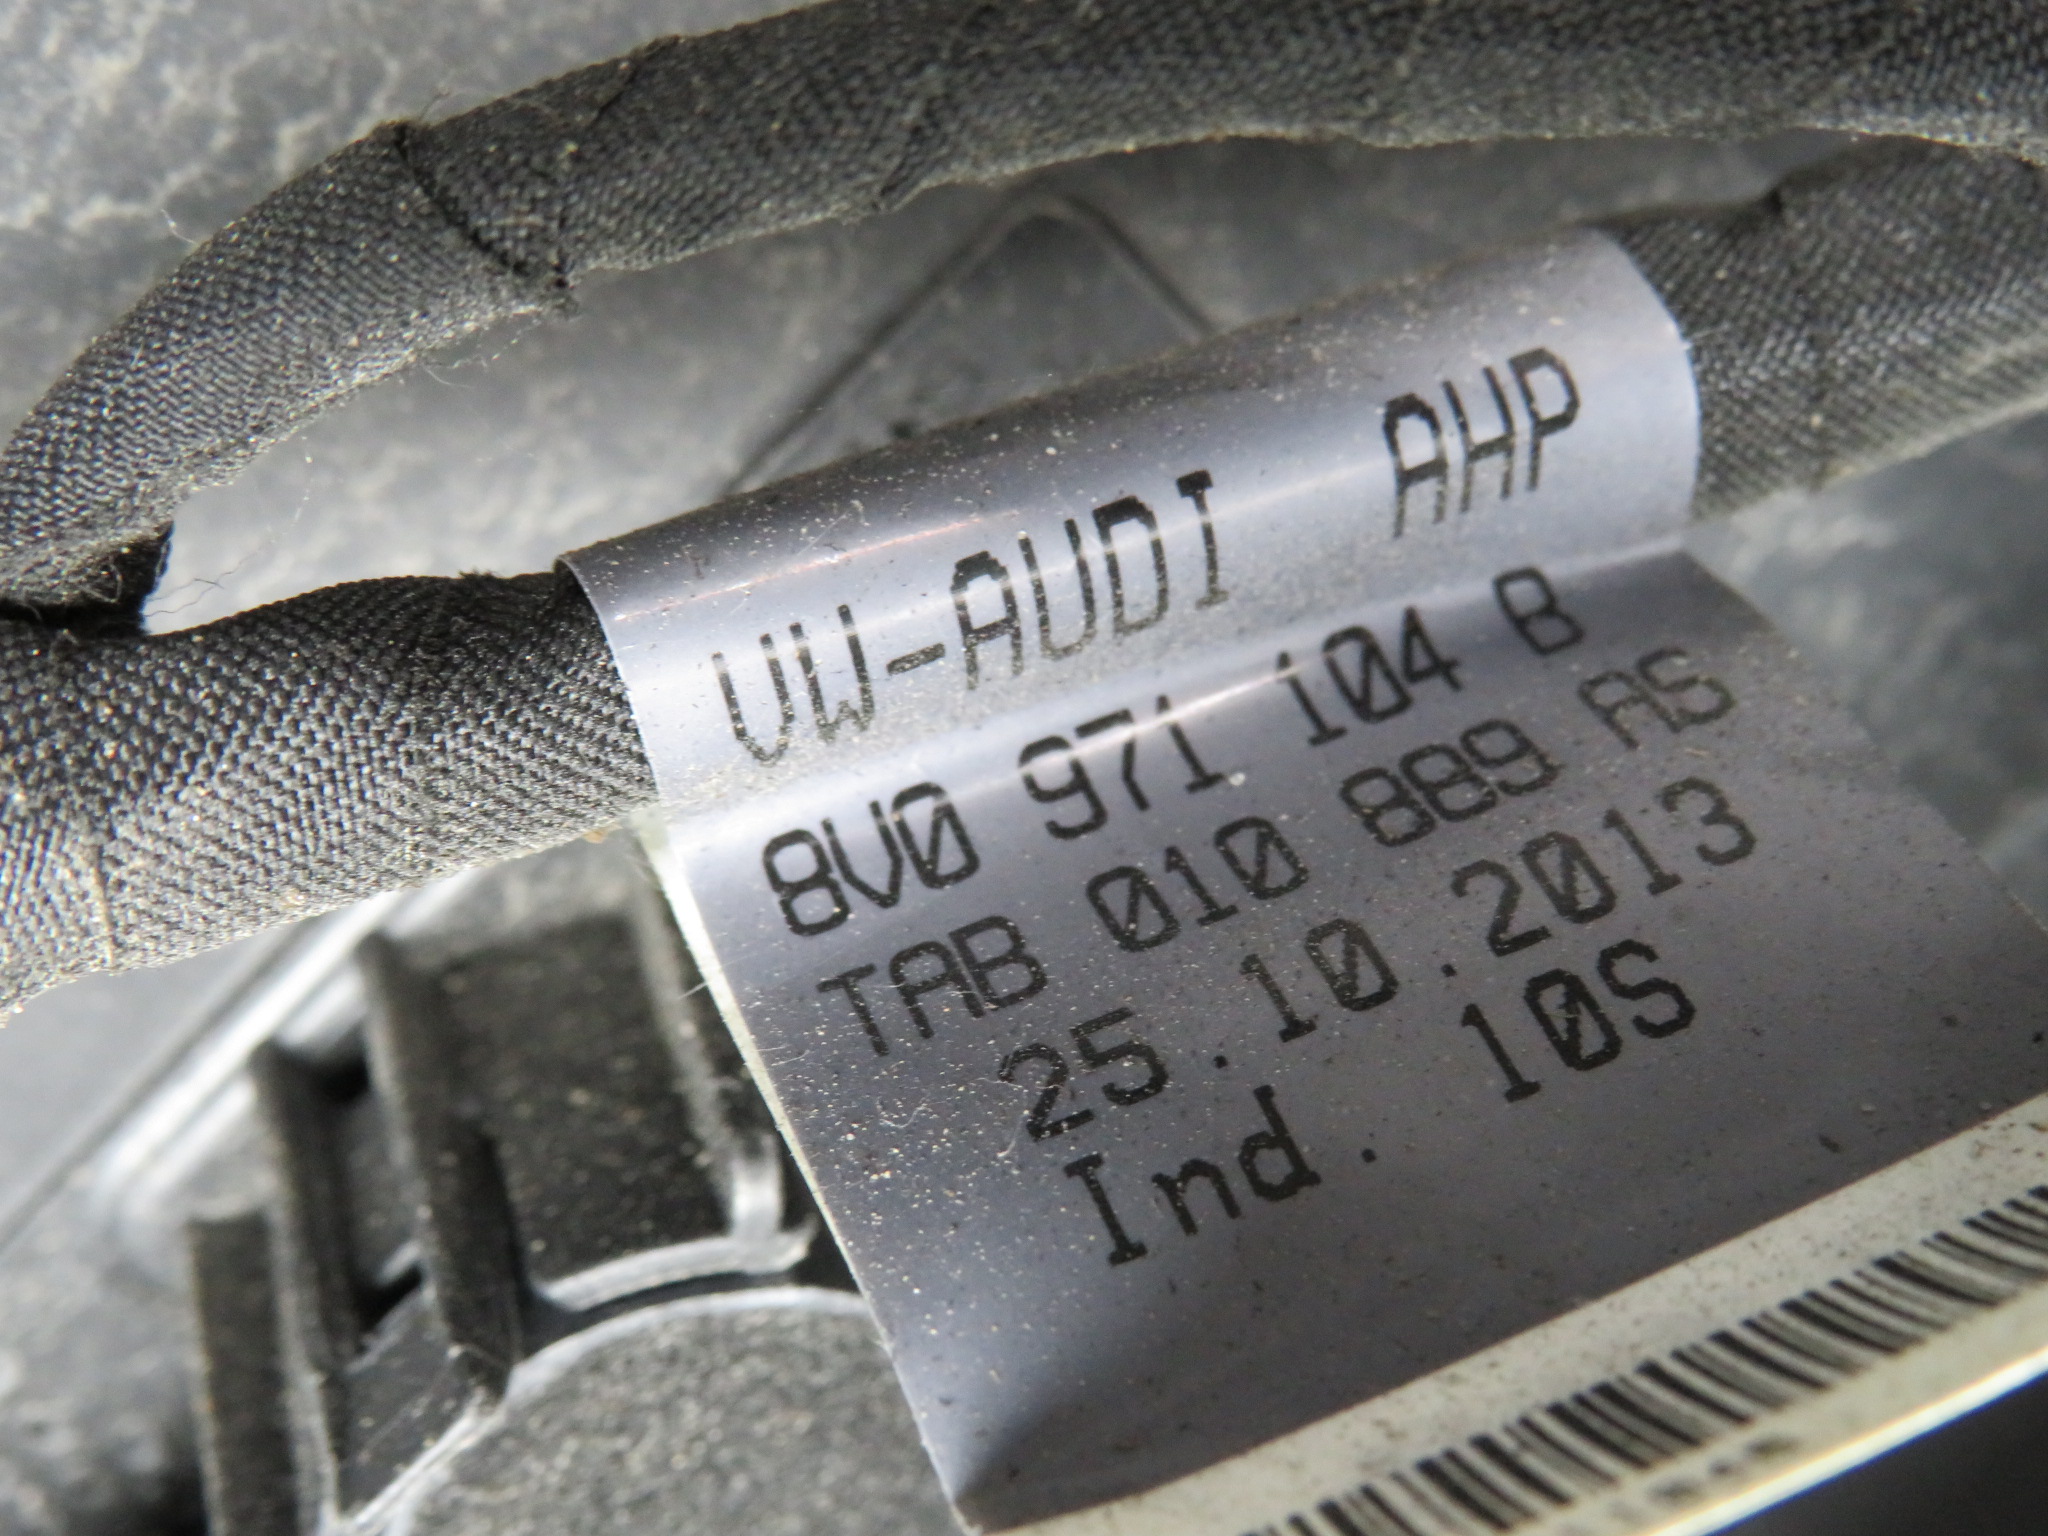 VW-AUDI AHP
8V0 971 104 B
TAB 010 889 AS
25.10.2013
Ind. 10S